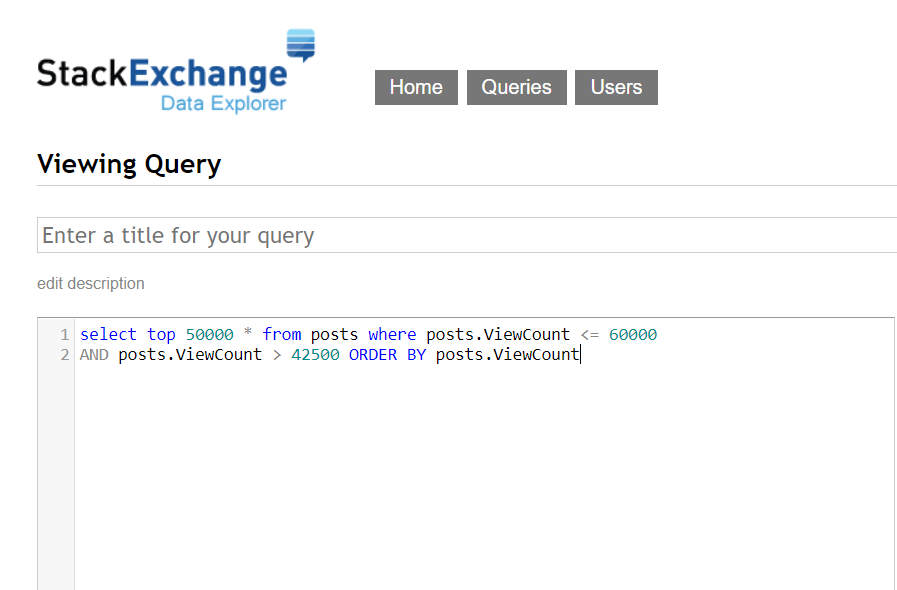 StackExchange
Data Explorer
Home Queries Users
Viewing Query
Enter a title for your query
edit description
1 select top 50000 * from posts where posts.ViewCount <= 60000
2 AND posts.ViewCount > 42500 ORDER BY posts.ViewCount